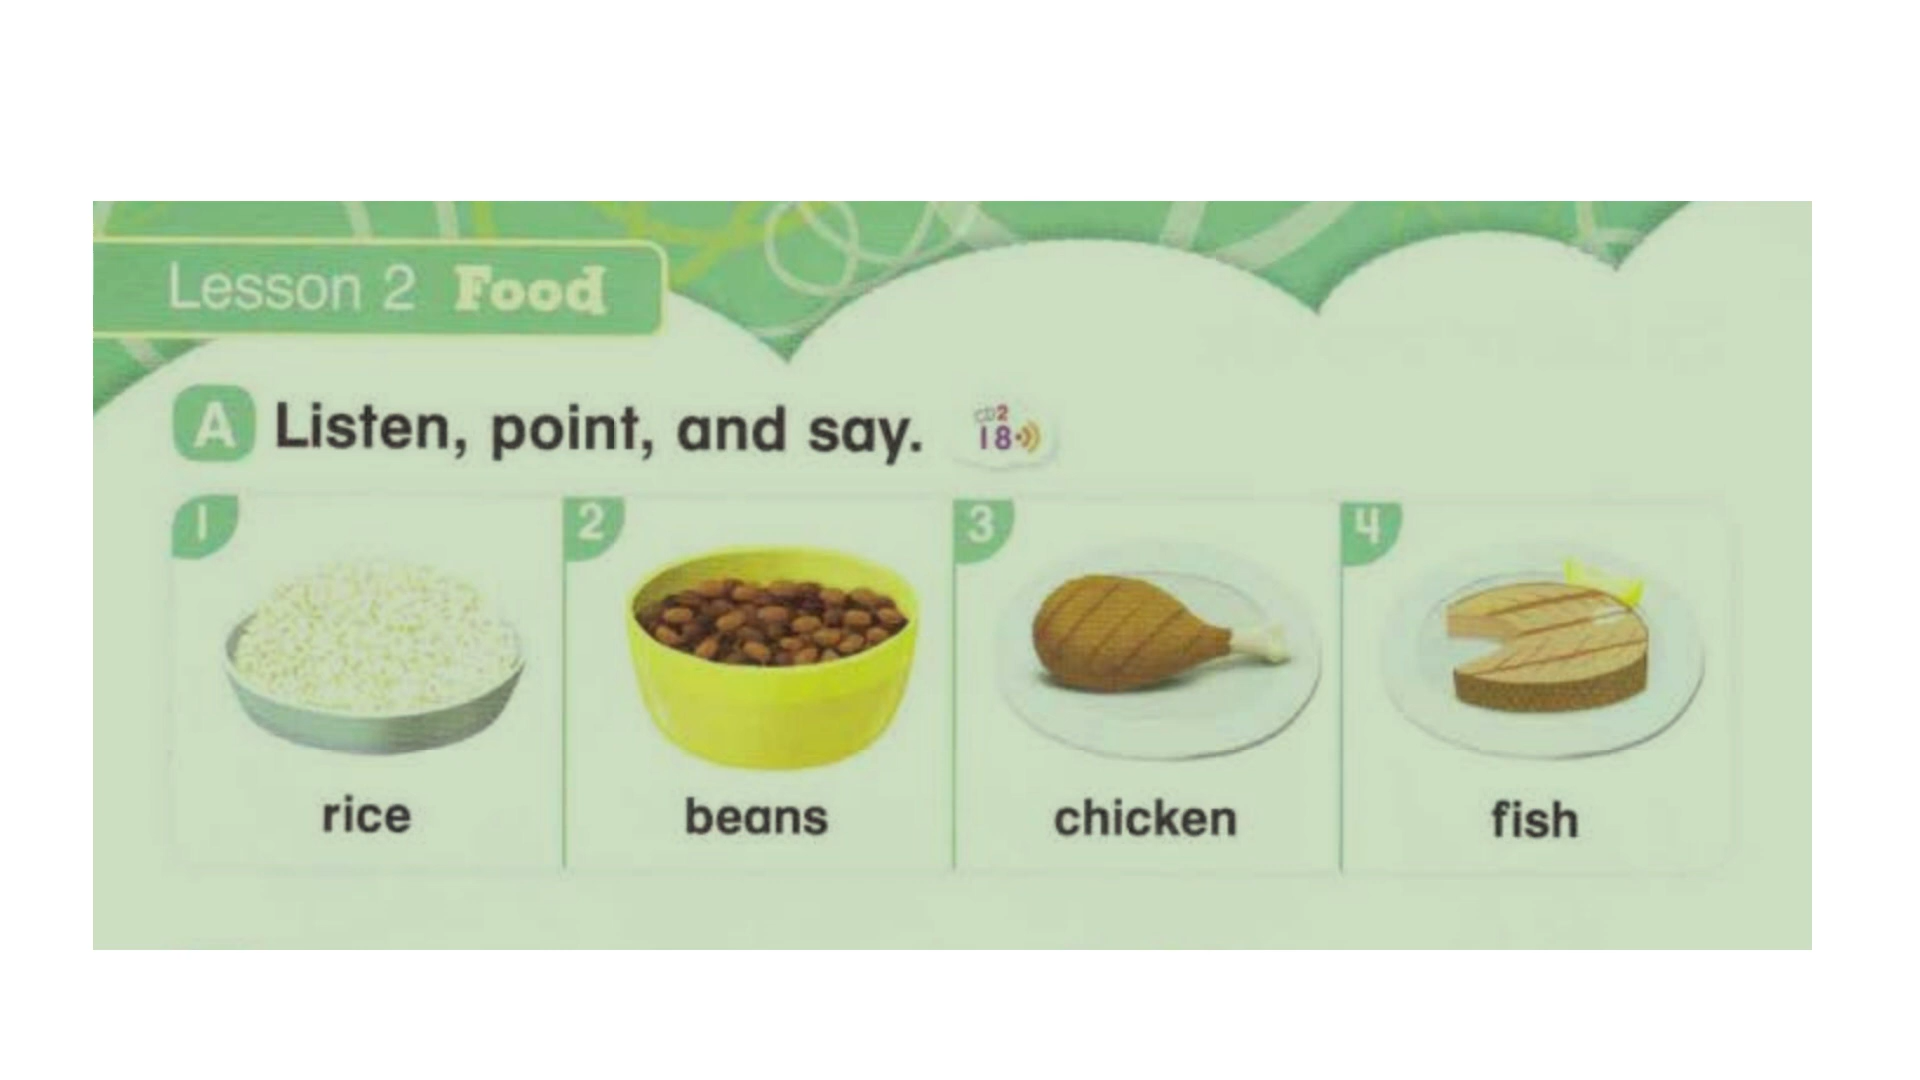 Lesson 2 Food
A Listen, point, and say. CD2
18
1
2
3
4
rice
beans
chicken
fish